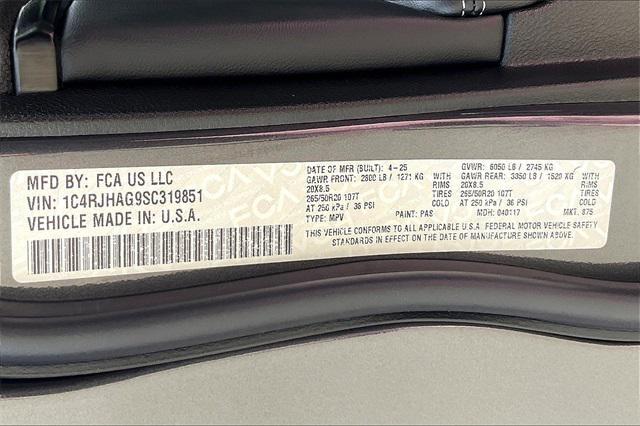 MFD BY: FCA US LLC
VIN: 1C4RJHAG9SC319851
VEHICLE MADE IN: U.S.A.
DATE OF MFR (BUILT): 4-25 GVWR: 6050 LB / 2745 KG
GAWR FRONT: 2800 LB / 1271 KG WITH GAWR REAR: 3350 LB / 1520 KG WITH
20X8.5 RIMS 20X8.5 RIMS
265/50R20 107T TIRES 265/50R20 107T TIRES
AT 250 kPa / 36 PSI COLD AT 250 kPa / 36 PSI COLD
TYPE: MPV PAINT: PAS MDH: 040117 MKT: 875
THIS VEHICLE CONFORMS TO ALL APPLICABLE U.S.A. FEDERAL MOTOR VEHICLE SAFETY
STANDARDS IN EFFECT ON THE DATE OF MANUFACTURE SHOWN ABOVE.